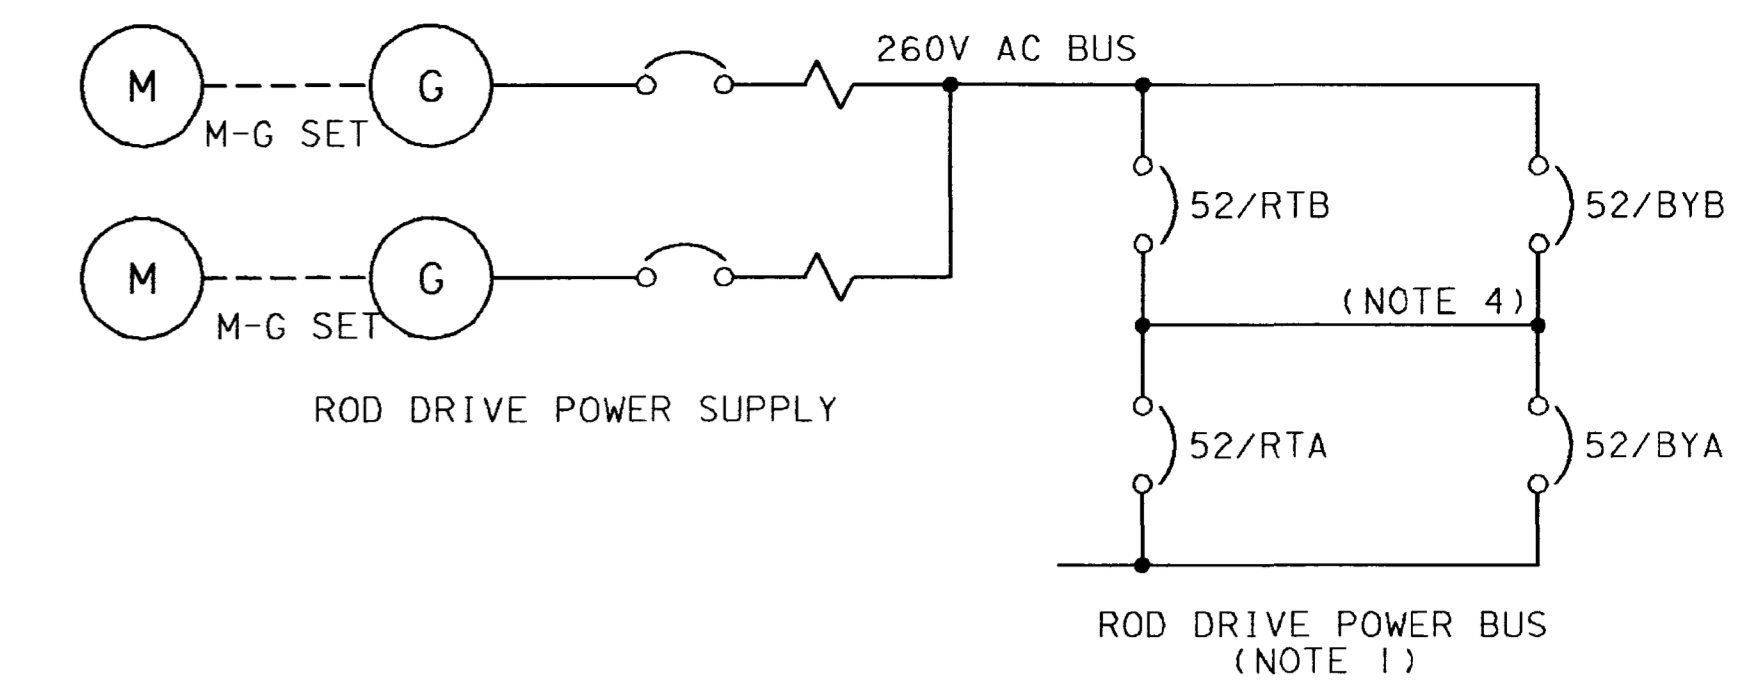 260V AC BUS
M G
M-G SET
52/RTB 52/BYB
M G
(NOTE 4)
M-G SET
ROD DRIVE POWER SUPPLY
52/RTA 52/BYA
ROD DRIVE POWER BUS
(NOTE 1)